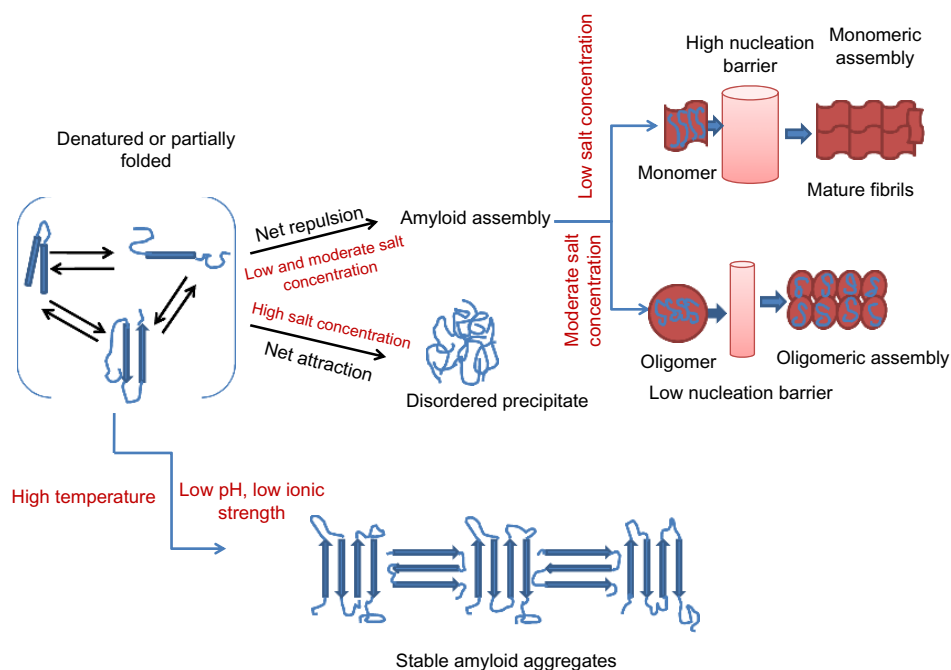 Denatured or partially
folded
Net repulsion
Low and moderate salt
concentration
High salt concentration
Net attraction
Amyloid assembly
Disordered precipitate
Low salt concentration
Moderate salt
concentration
High nucleation
barrier
Monomeric
assembly
Monomer
Mature fibrils
Oligomer
Oligomeric assembly
Low nucleation barrier
High temperature
Low pH, low ionic
strength
Stable amyloid aggregates